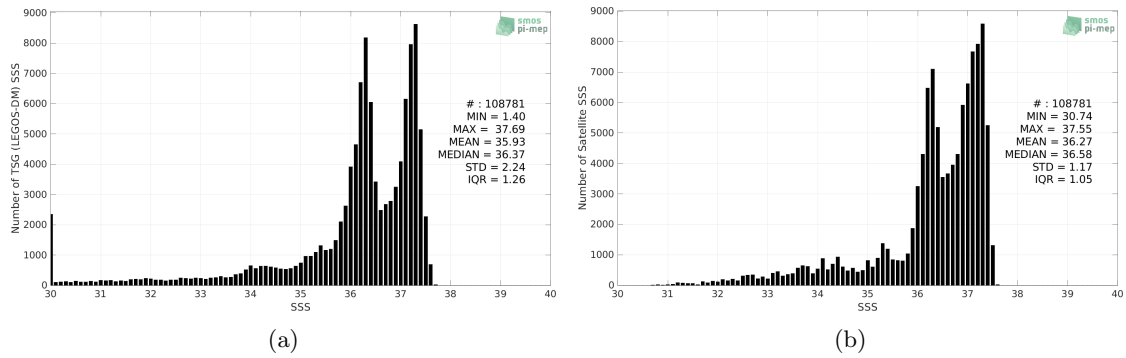 9000
8000
7000
6000
5000
4000
3000
2000
1000
0
Number of TSG (LEGOS-DM) SSS
smos
pi-mep
# : 108781
MIN = 1.40
MAX = 37.69
MEAN = 35.93
MEDIAN = 36.37
STD = 2.24
IQR = 1.26
30 31 32 33 34 35 36 37 38 39 40
SSS
(a)
9000
8000
7000
6000
5000
4000
3000
2000
1000
0
Number of Satellite SSS
smos
pi-mep
# : 108781
MIN = 30.74
MAX = 37.55
MEAN = 36.27
MEDIAN = 36.58
STD = 1.17
IQR = 1.05
30 31 32 33 34 35 36 37 38 39 40
SSS
(b)